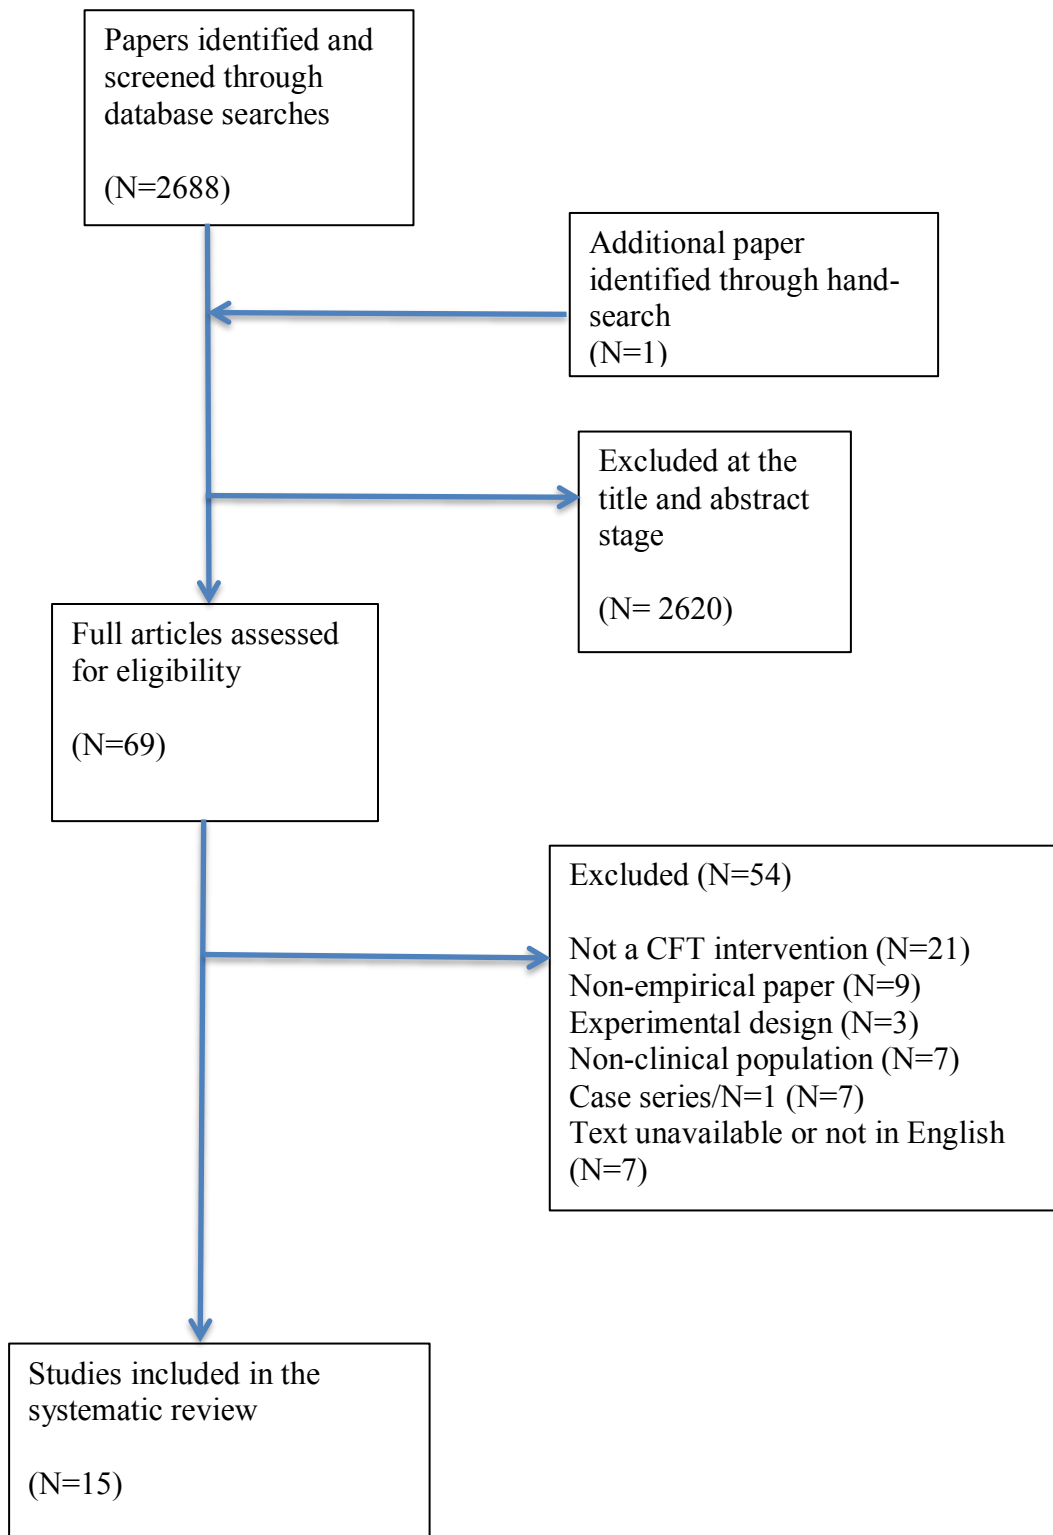 Papers identified and
screened through
database searches
(N=2688)
Additional paper
identified through hand-
search
(N=1)
Excluded at the
title and abstract
stage
(N= 2620)
Full articles assessed
for eligibility
(N=69)
Excluded (N=54)
Not a CFT intervention (N=21)
Non-empirical paper (N=9)
Experimental design (N=3)
Non-clinical population (N=7)
Case series/N=1 (N=7)
Text unavailable or not in English
(N=7)
Studies included in the
systematic review
(N=15)